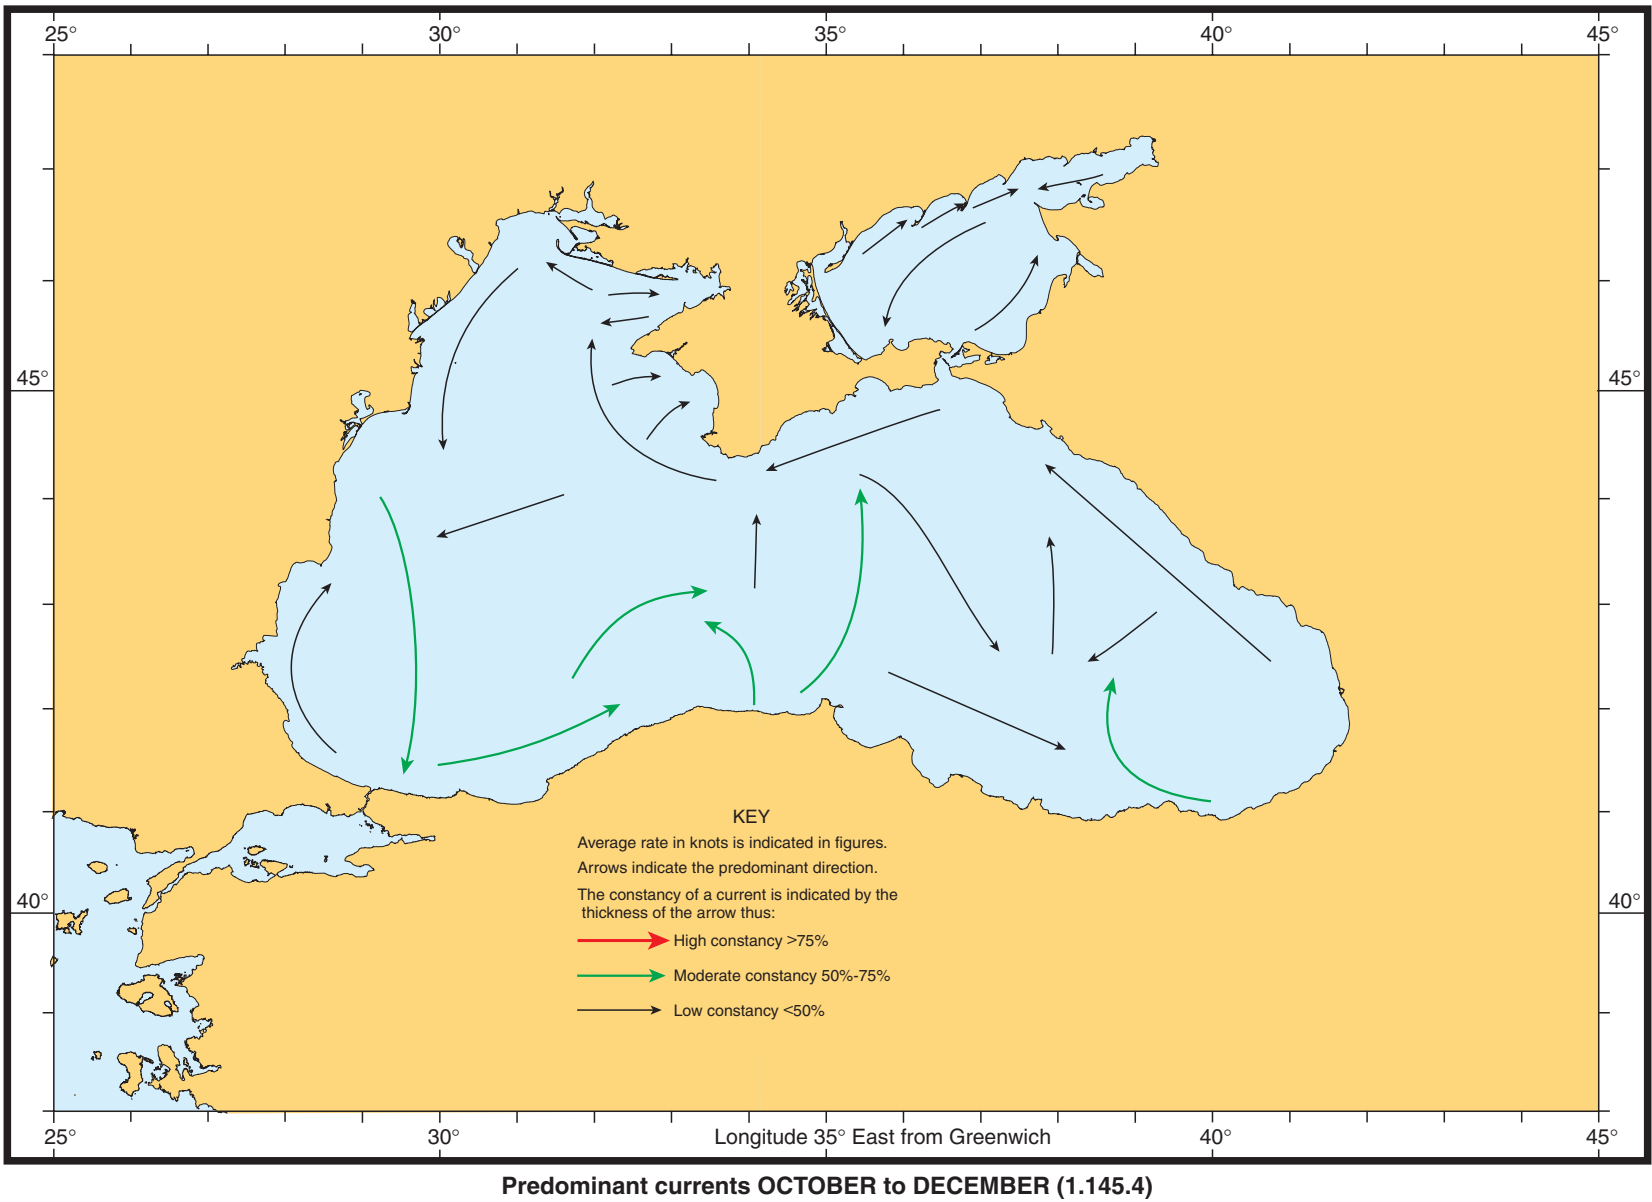 25° 30° 35° 40° 45°
45° 45°
KEY
Average rate in knots is indicated in figures.
Arrows indicate the predominant direction.
The constancy of a current is indicated by the
thickness of the arrow thus:
40° 40°
High constancy >75%
Moderate constancy 50%-75%
Low constancy <50%
25° 30° Longitude 35° East from Greenwich 40° 45°
Predominant currents OCTOBER to DECEMBER (1.145.4)